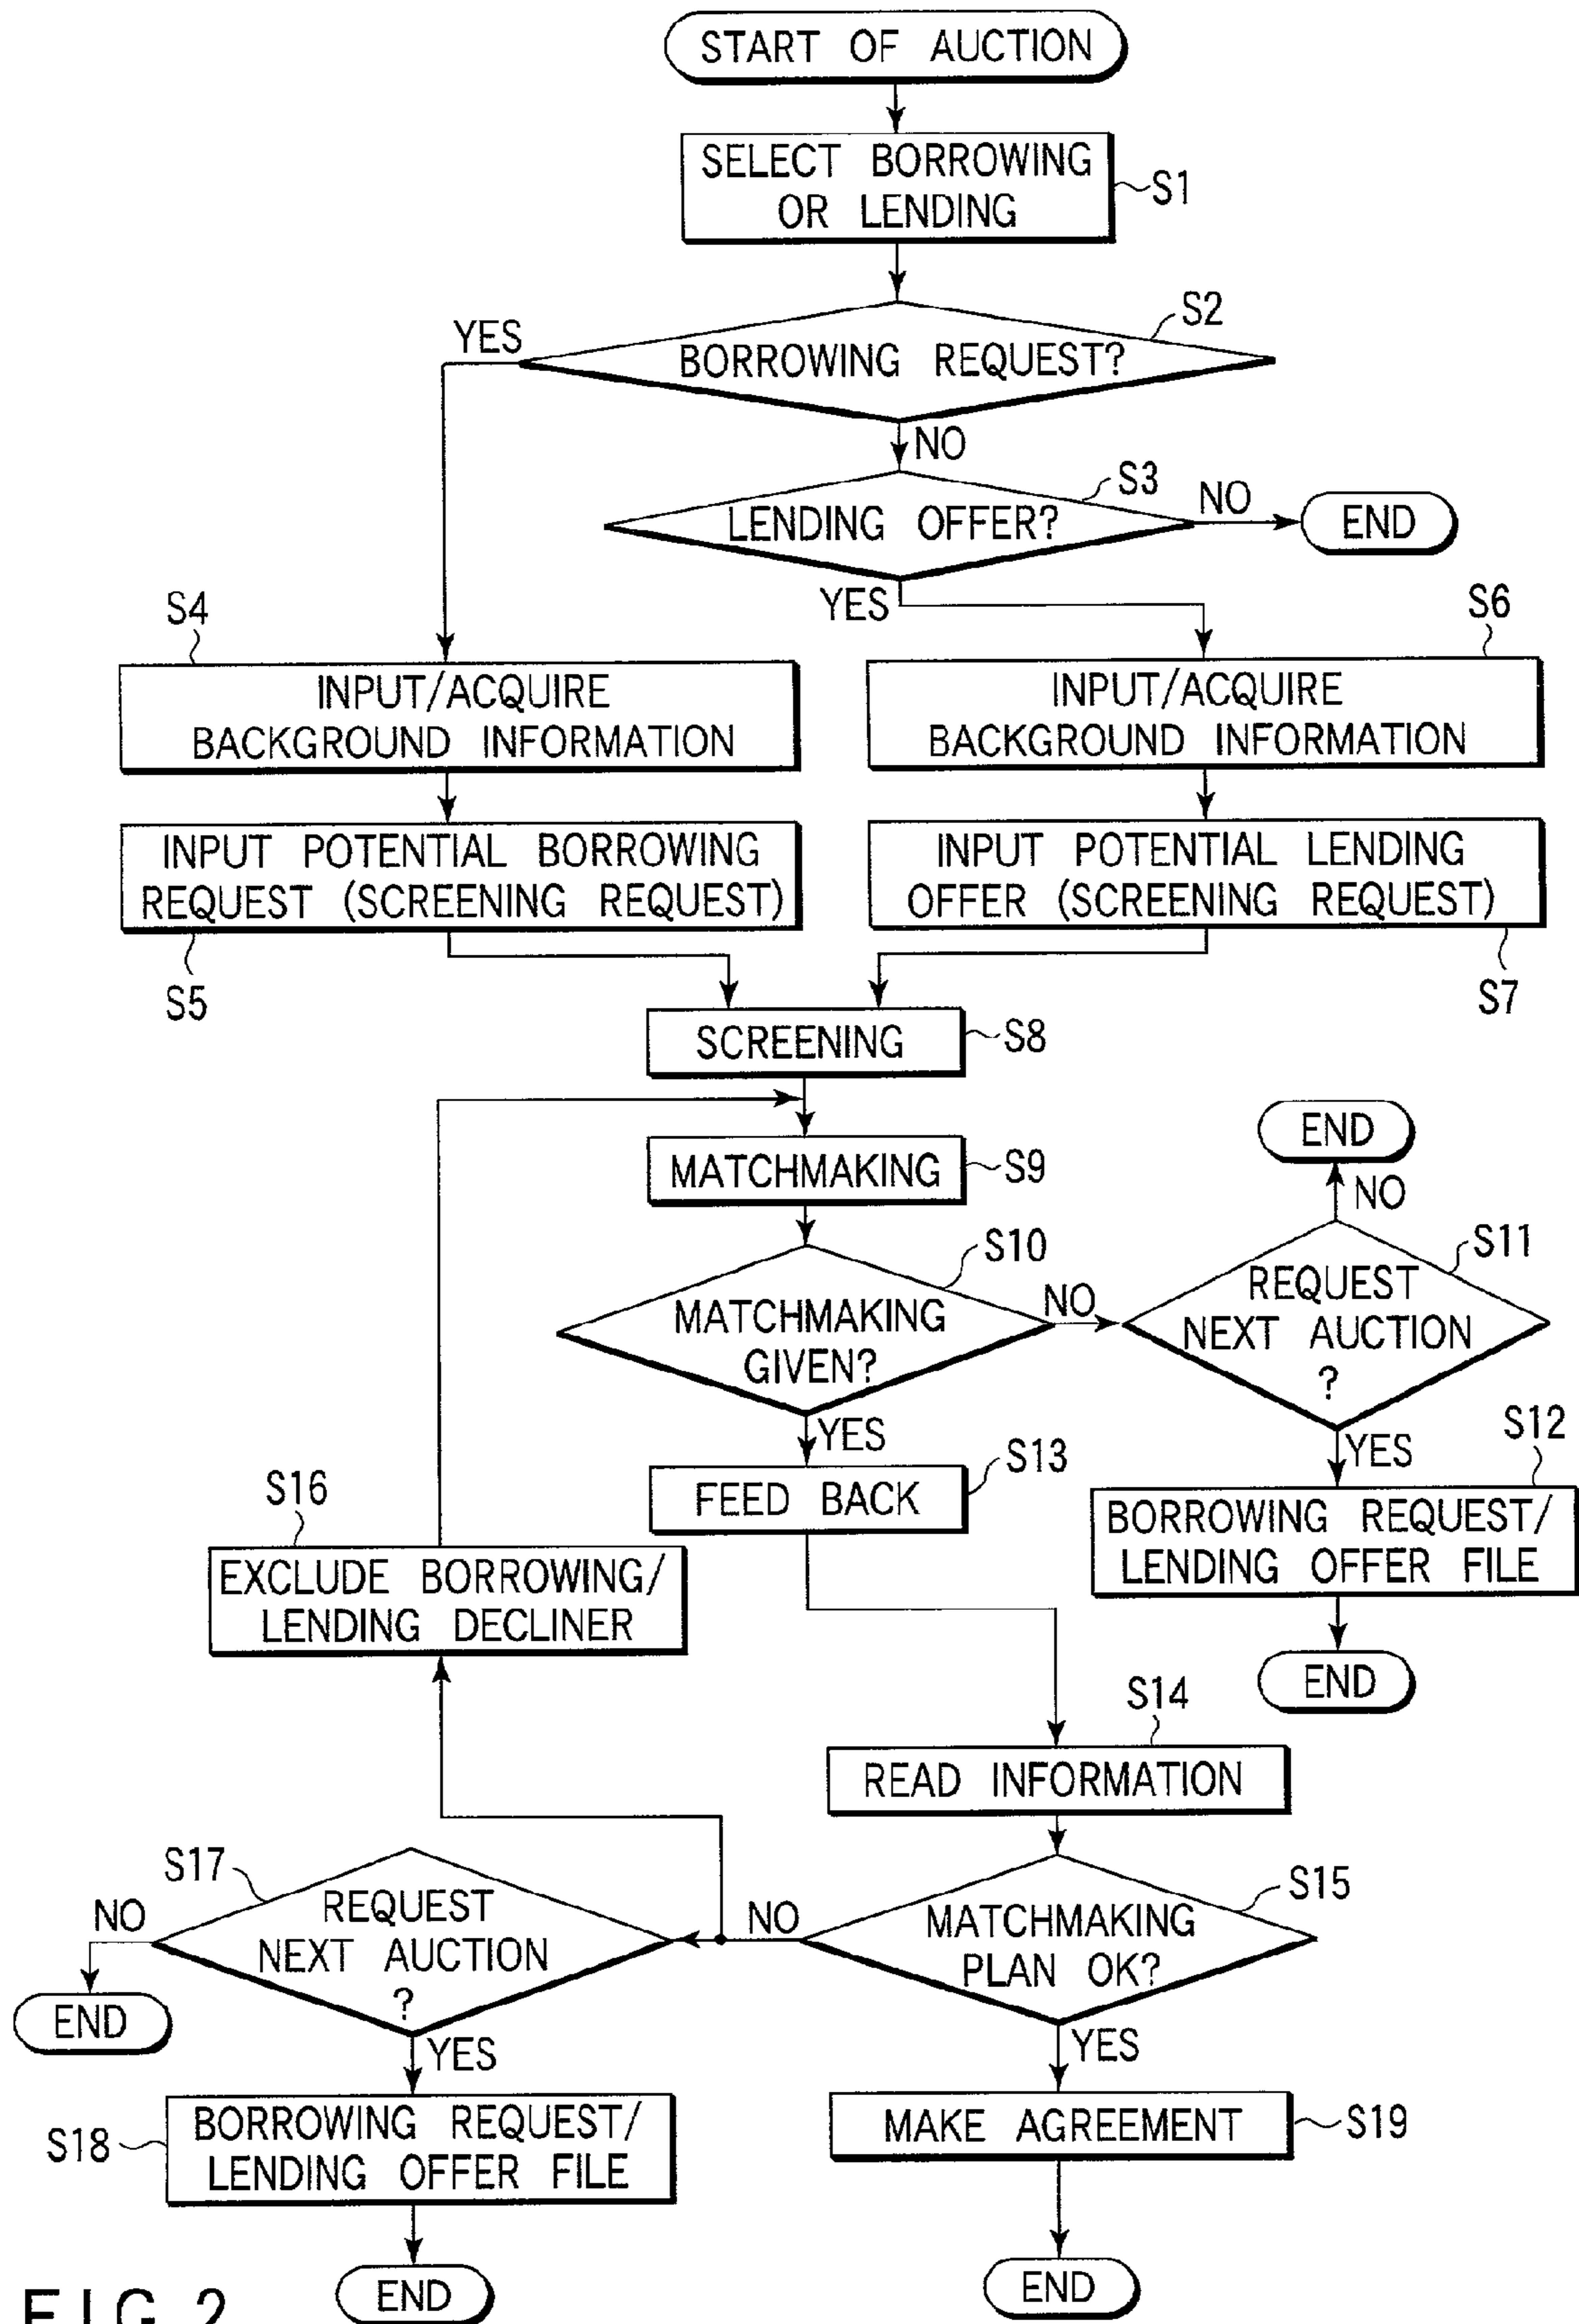 START OF AUCTION
SELECT BORROWING
OR LENDING
S1
S2
YES
BORROWING REQUEST?
NO
S3
LENDING OFFER?
NO
END
YES
S4
S6
INPUT/ACQUIRE
BACKGROUND INFORMATION
INPUT/ACQUIRE
BACKGROUND INFORMATION
INPUT POTENTIAL BORROWING
REQUEST (SCREENING REQUEST)
INPUT POTENTIAL LENDING
OFFER (SCREENING REQUEST)
S5
S7
SCREENING
S8
MATCHMAKING
S9
END
NO
S10
MATCHMAKING
GIVEN?
NO
S11
REQUEST
NEXT AUCTION
?
YES
YES
S12
S13
FEED BACK
BORROWING REQUEST/
LENDING OFFER FILE
END
S16
EXCLUDE BORROWING/
LENDING DECLINER
S14
READ INFORMATION
S15
MATCHMAKING
PLAN OK?
NO
S17
REQUEST
NEXT AUCTION
?
NO
END
YES
YES
S18
BORROWING REQUEST/
LENDING OFFER FILE
MAKE AGREEMENT
S19
END
END
FIG. 2